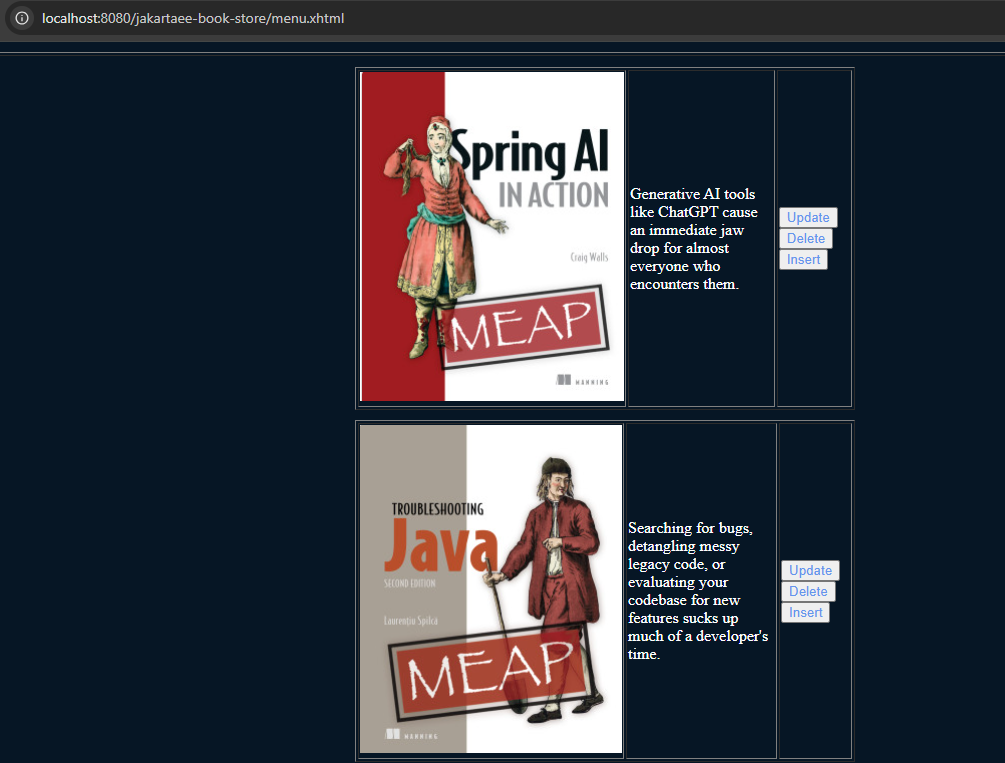 localhost:8080/jakartaee-book-store/menu.xhtml
Spring AI
IN ACTION
Craig Walls
MEAP
MANNING
Generative AI tools
like ChatGPT cause
an immediate jaw
drop for almost
everyone who
encounters them.
Update
Delete
Insert
TROUBLESHOOTING
Java
SECOND EDITION
Laurențiu Spilcă
MEAP
MANNING
Searching for bugs,
detangling messy
legacy code, or
evaluating your
codebase for new
features sucks up
much of a developer's
time.
Update
Delete
Insert